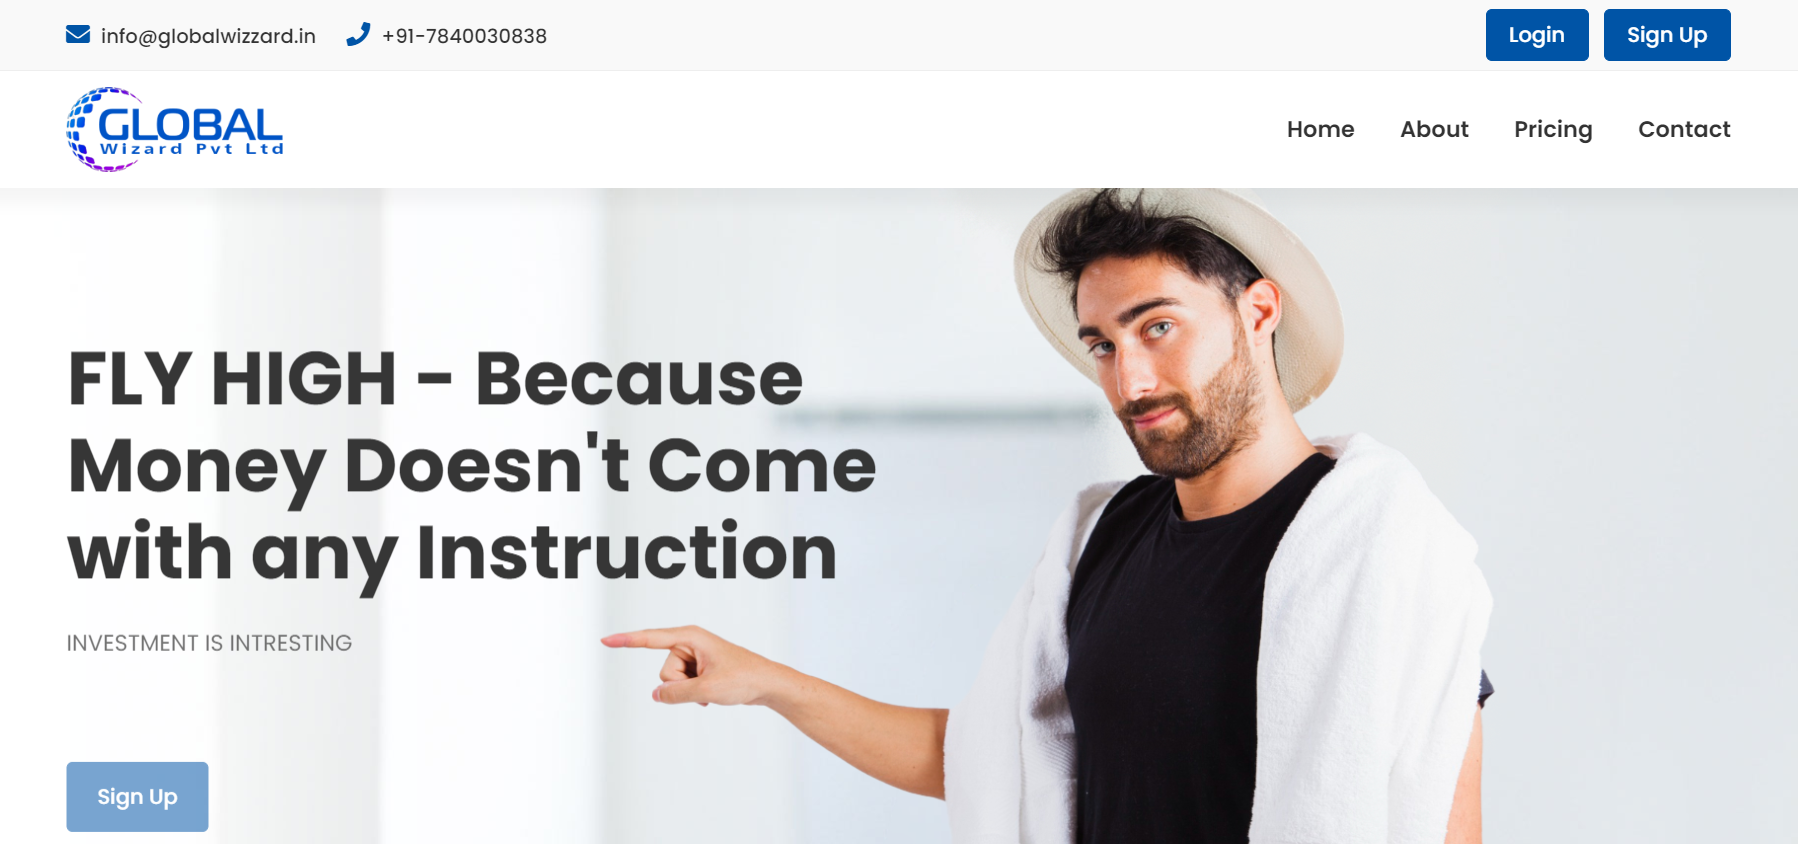 info@globalwizzard.in
+91-7840030838
Login
Sign Up
GLOBAL
Wizard Pvt Ltd
Home
About
Pricing
Contact
FLY HIGH - Because
Money Doesn't Come
with any Instruction
INVESTMENT IS INTRESTING
Sign Up